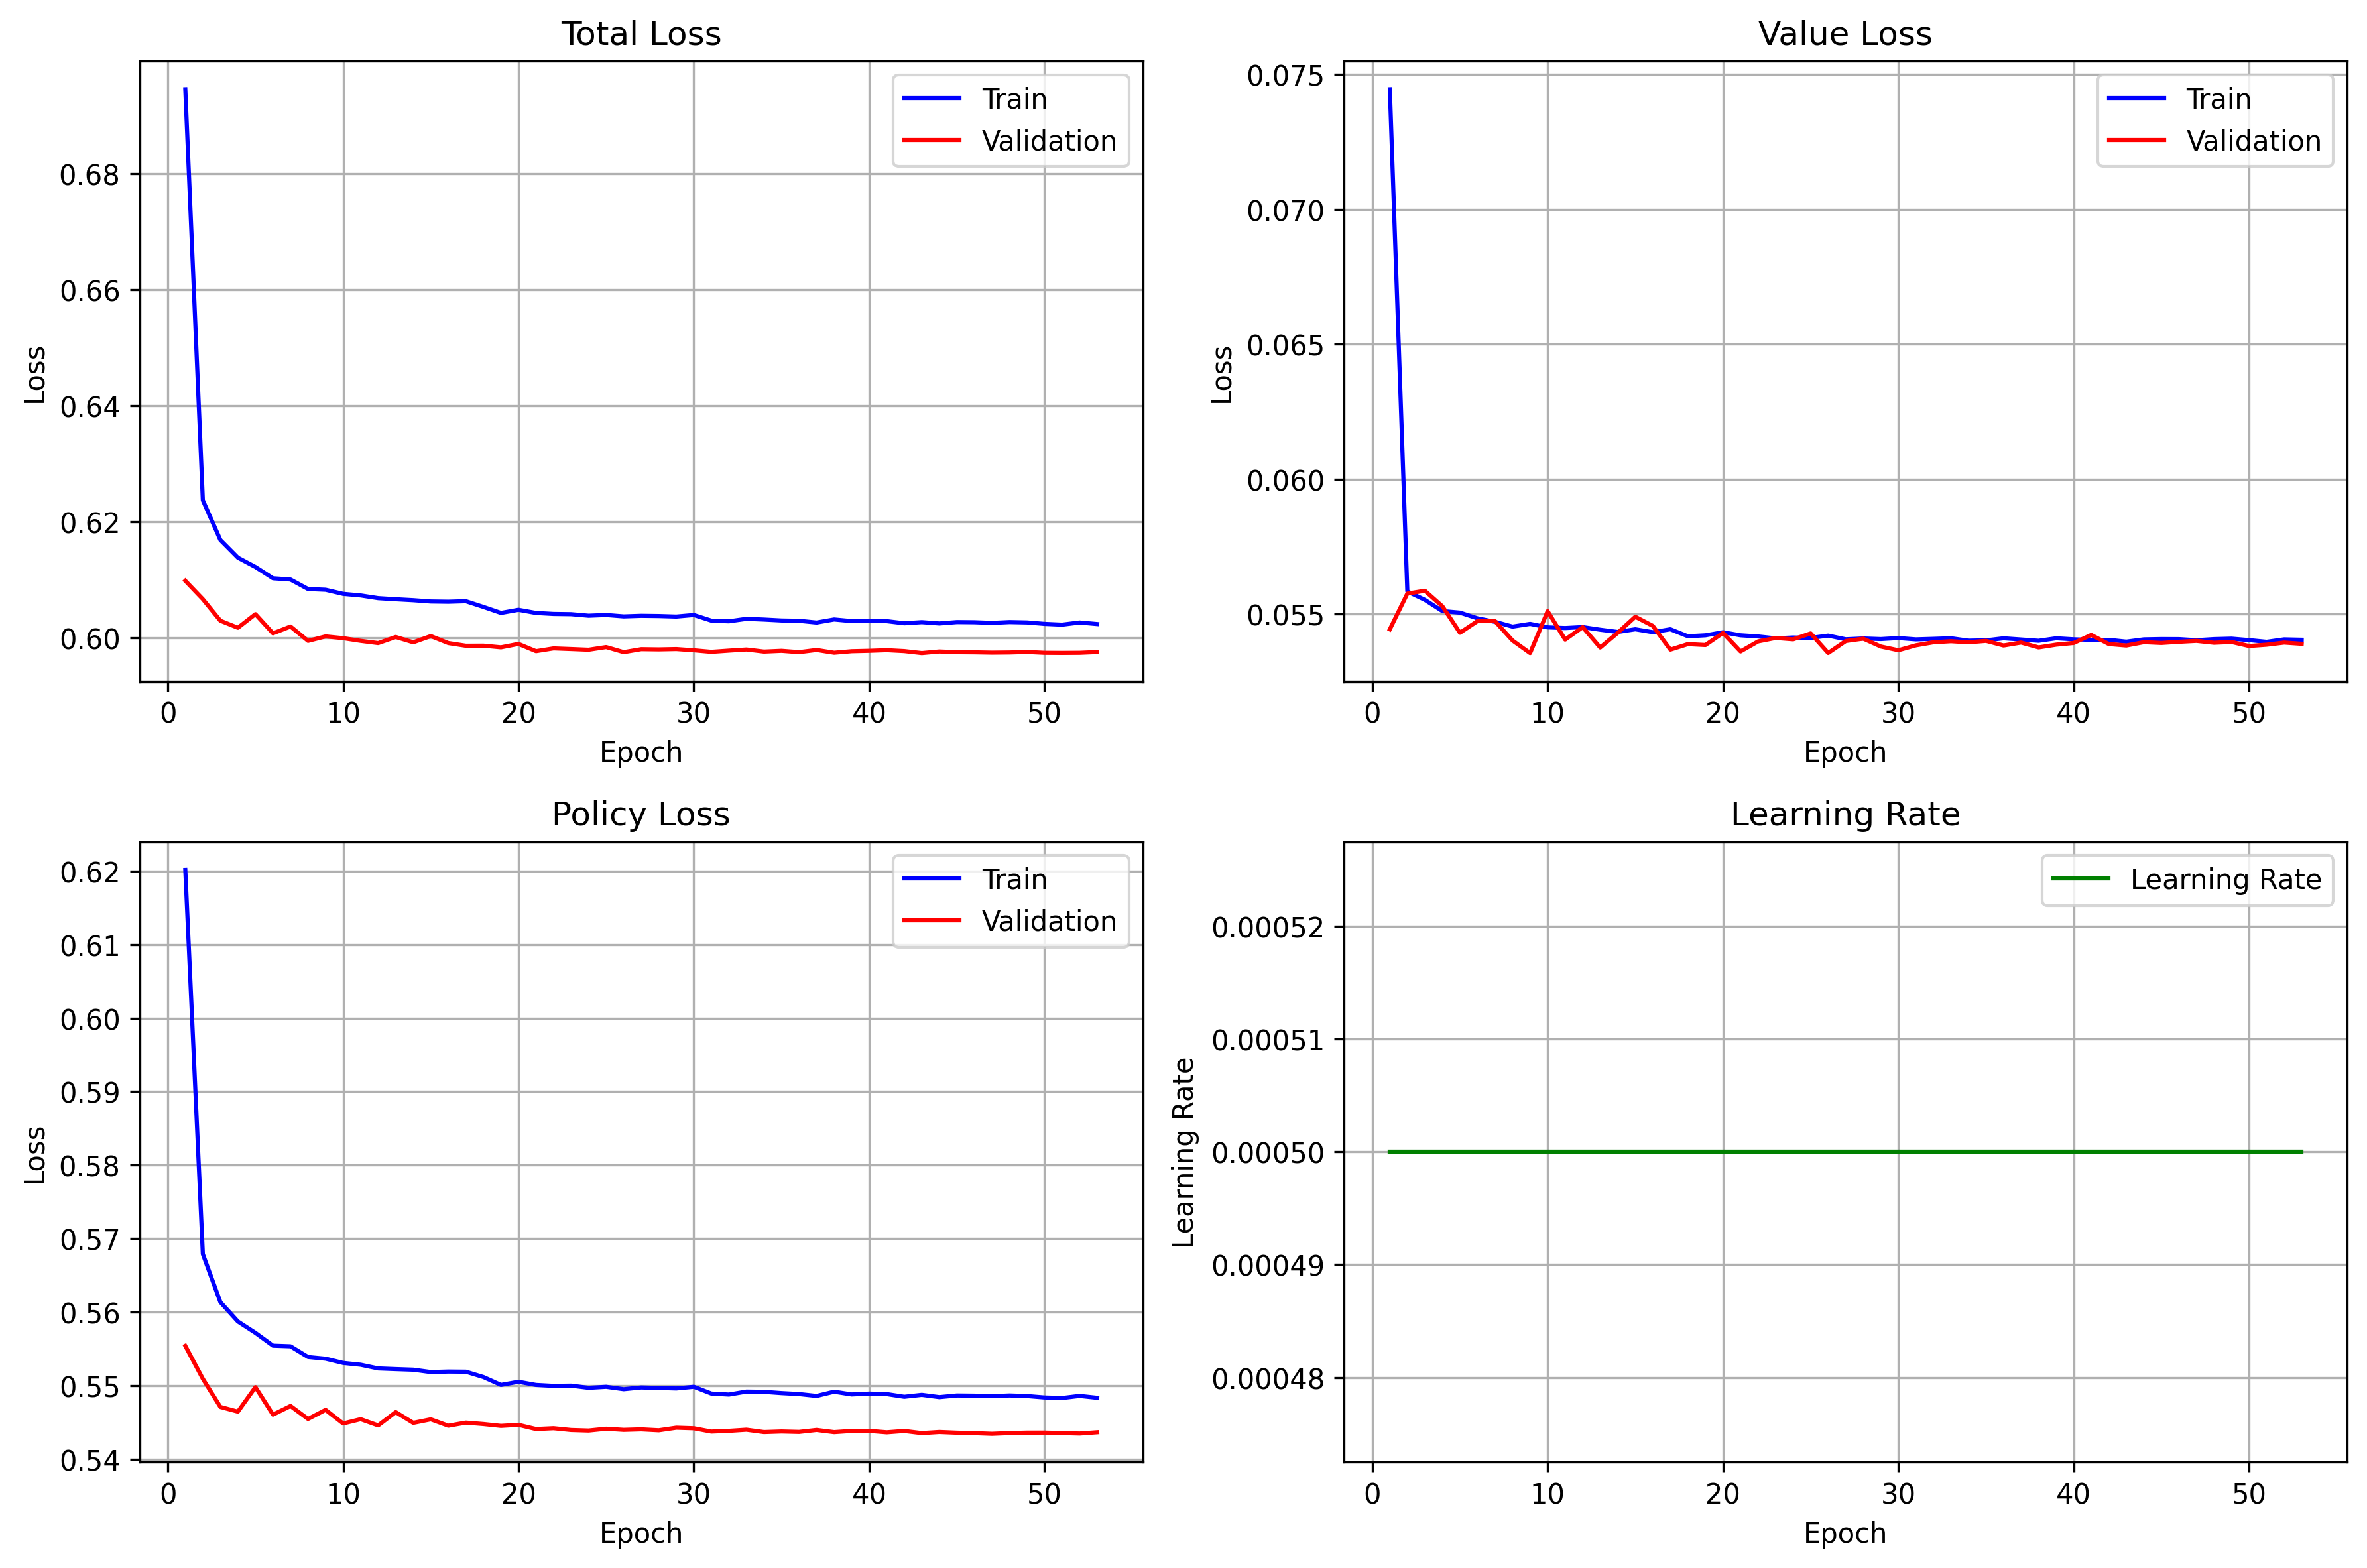 Total Loss
Loss
0.68
0.66
0.64
0.62
0.60
Train
Validation
0 10 20 30 40 50
Epoch
Value Loss
Loss
0.075
0.070
0.065
0.060
0.055
Train
Validation
0 10 20 30 40 50
Epoch
Policy Loss
Loss
0.62
0.61
0.60
0.59
0.58
0.57
0.56
0.55
0.54
Train
Validation
0 10 20 30 40 50
Epoch
Learning Rate
Learning Rate
0.00052
0.00051
0.00050
0.00049
0.00048
Learning Rate
0 10 20 30 40 50
Epoch